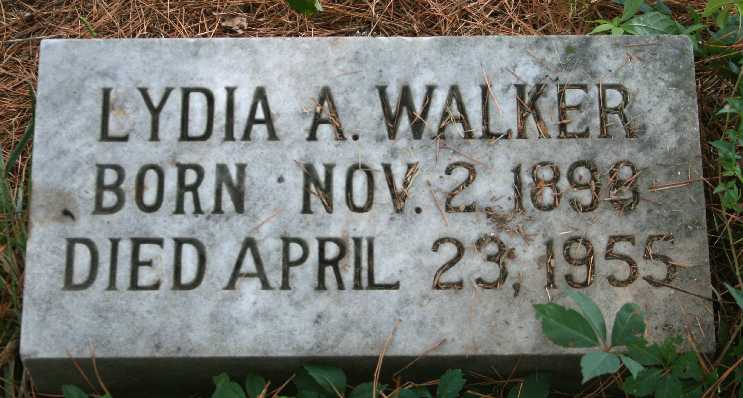 LYDIA A. WALKER
BORN NOV. 2, 1898
DIED APRIL 23, 1955